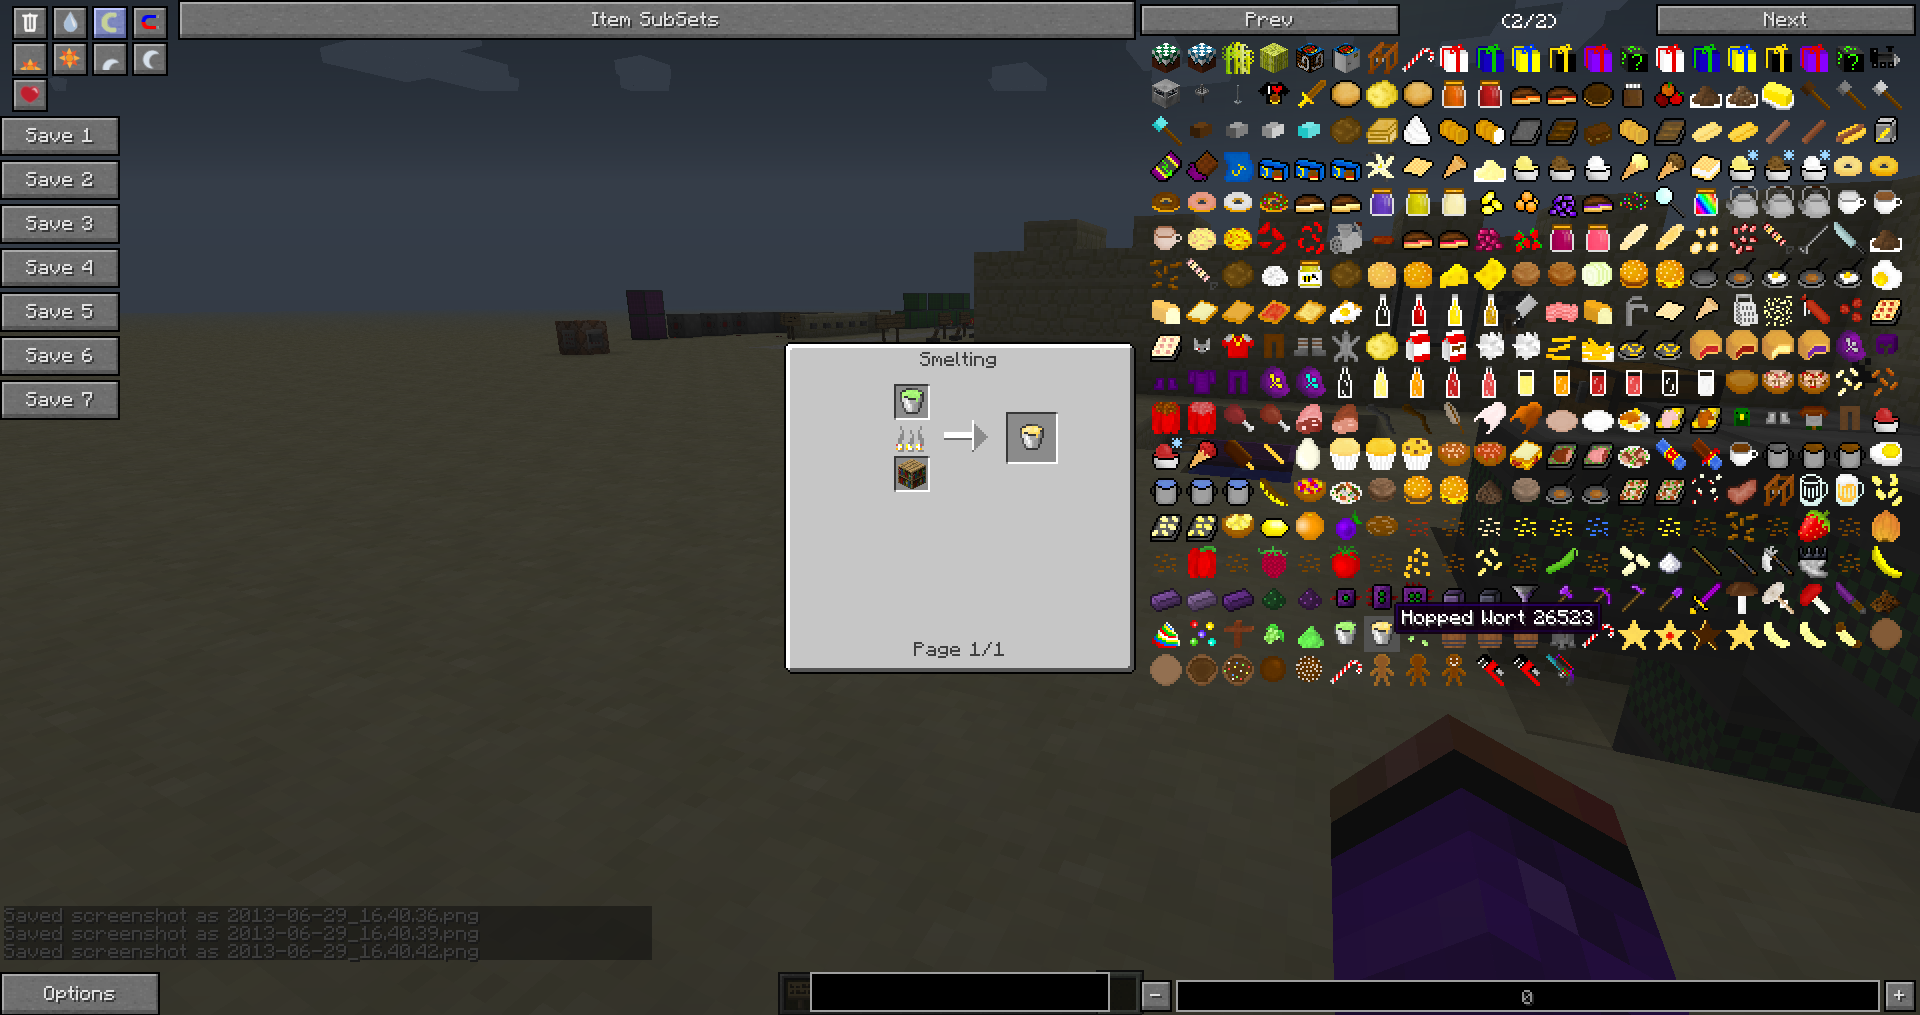 Item SubSets
Prev
(2/2)
Next
Save 1
Save 2
Save 3
Save 4
Save 5
Save 6
Save 7
Smelting
Page 1/1
Hopped Wort 26523
Saved screenshot as 2013-06-29_16.40.36.png
Saved screenshot as 2013-06-29_16.40.39.png
Saved screenshot as 2013-06-29_16.40.42.png
Options
-
0
+